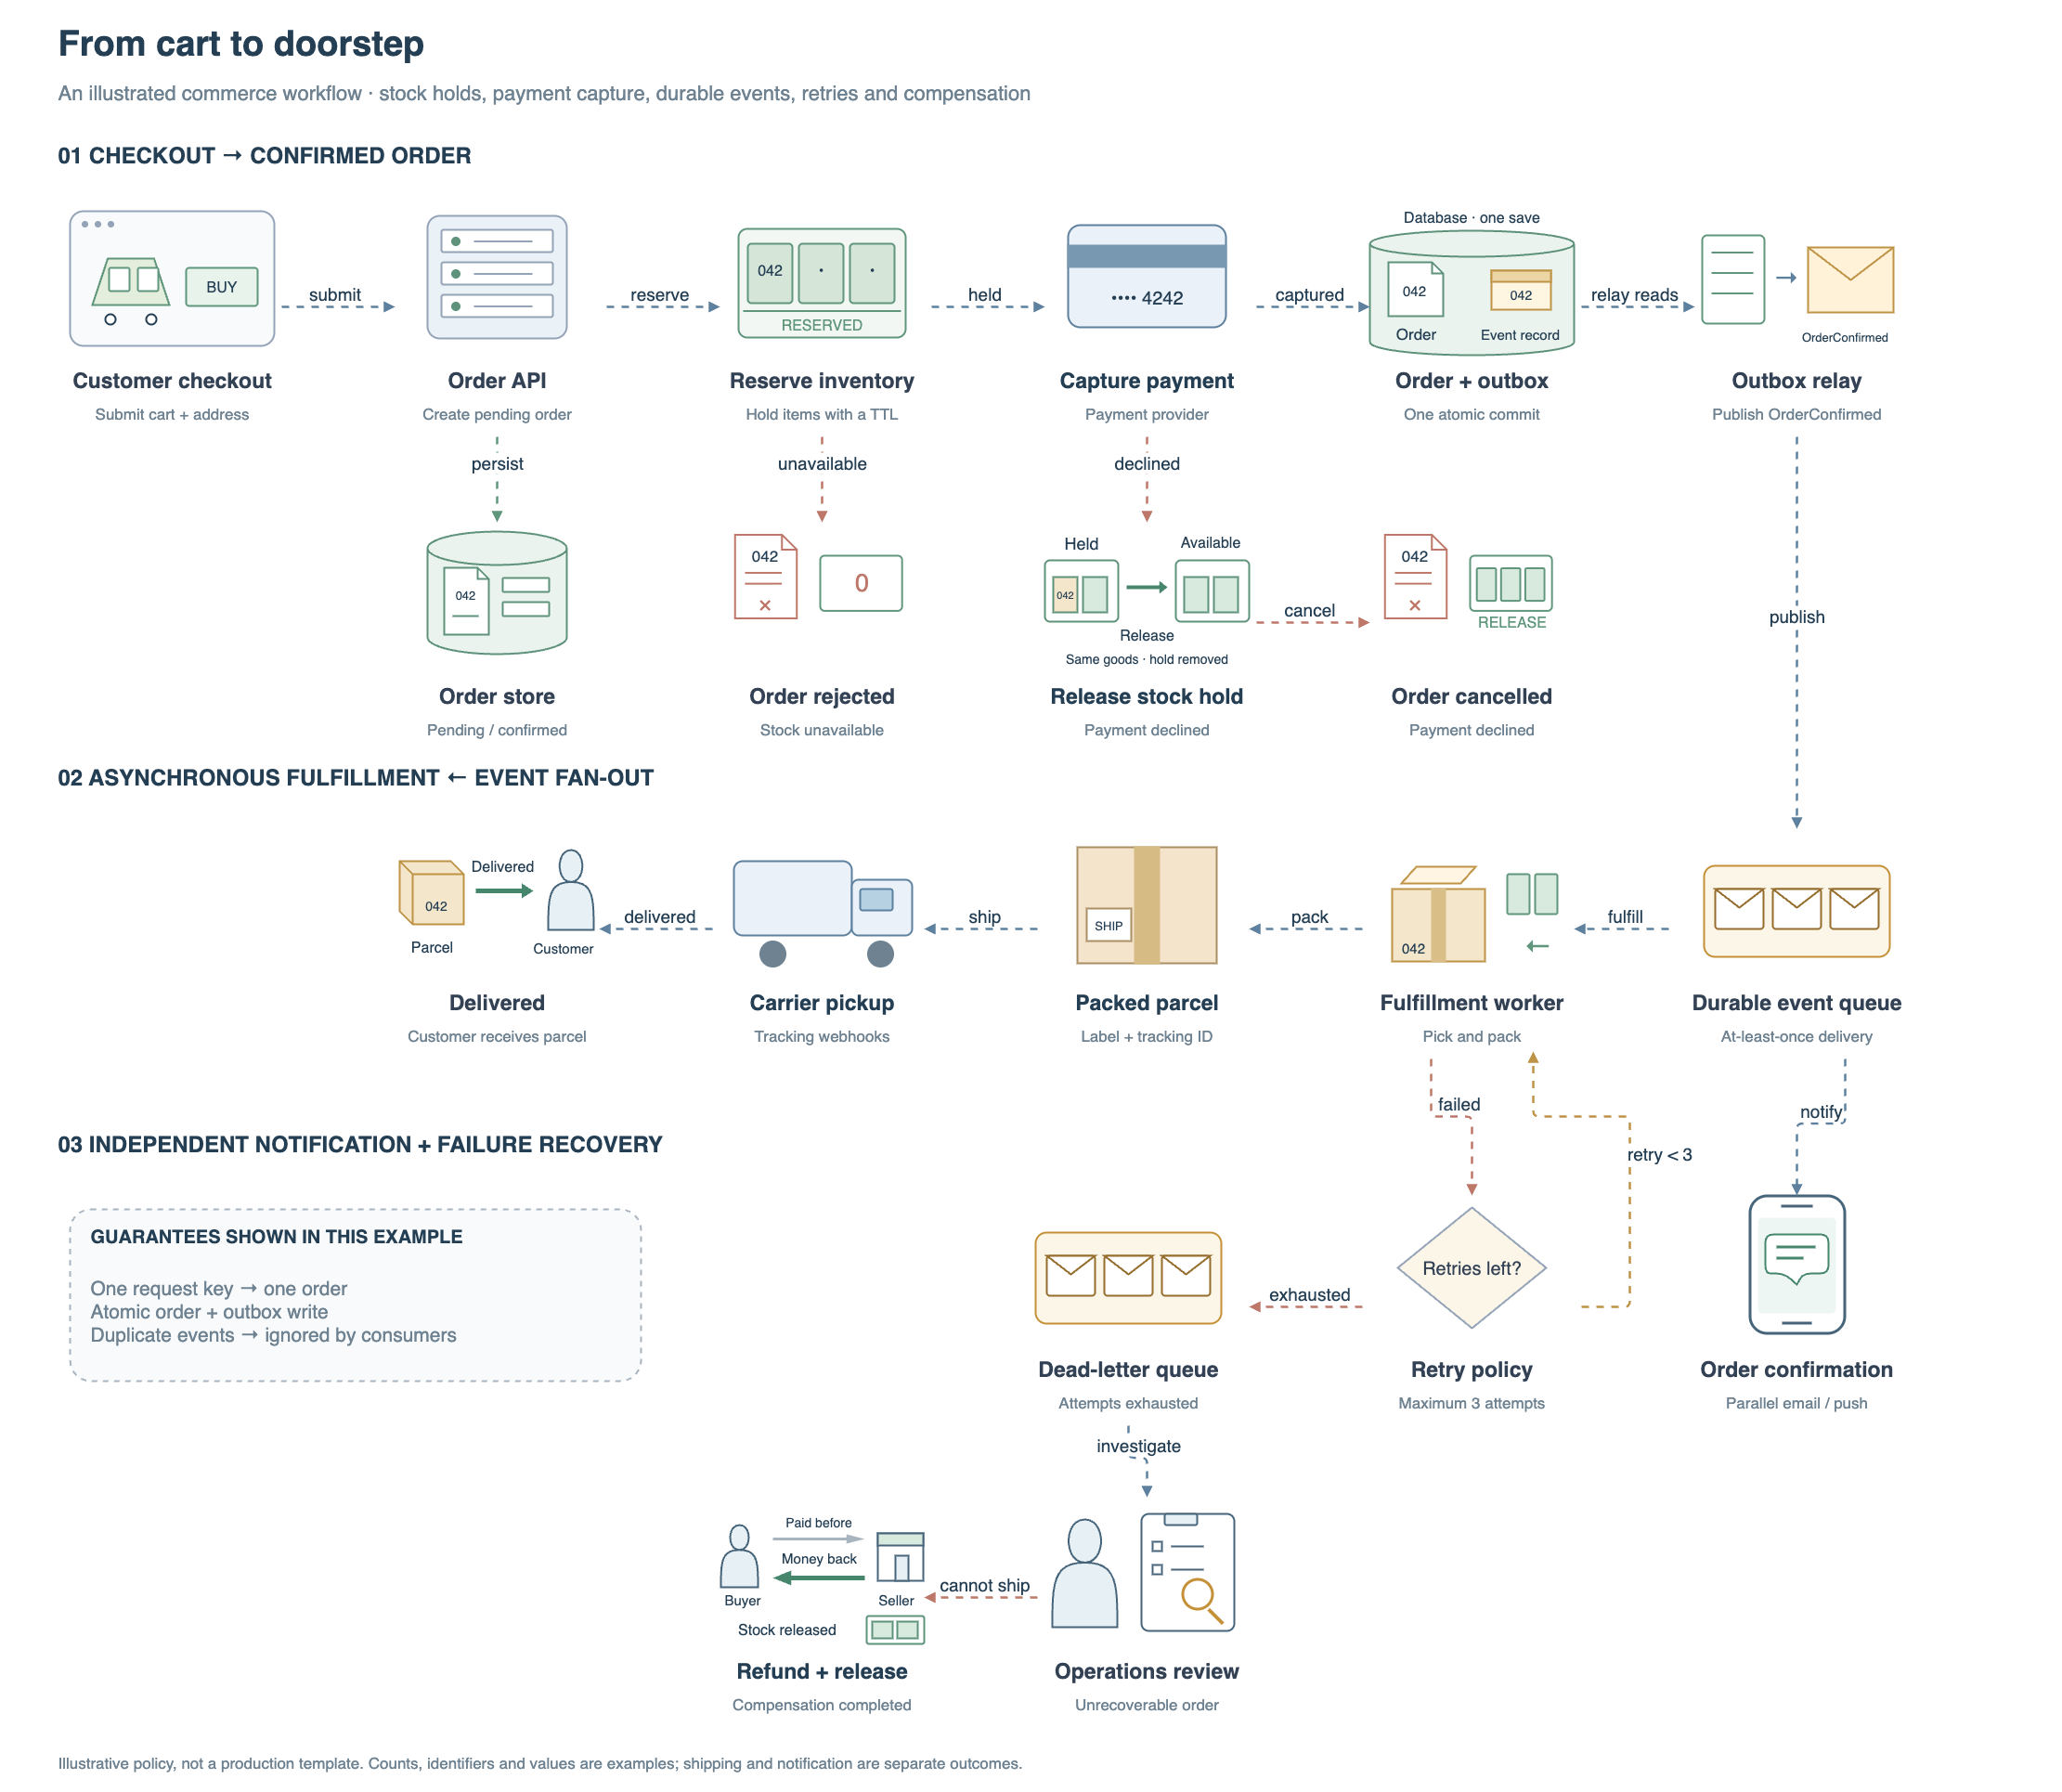 From cart to doorstep
An illustrated commerce workflow · stock holds, payment capture, durable events, retries and compensation
01 CHECKOUT → CONFIRMED ORDER
BUY
submit
Customer checkout
Submit cart + address
Order API
Create pending order
reserve
042
RESERVED
Reserve inventory
Hold items with a TTL
held
•••• 4242
Capture payment
Payment provider
captured
Database · one save
042
Order
042
Event record
Order + outbox
One atomic commit
relay reads
OrderConfirmed
Outbox relay
Publish OrderConfirmed
persist
042
Order store
Pending / confirmed
unavailable
042
×
0
Order rejected
Stock unavailable
declined
Held
Available
042
Release
Same goods · hold removed
Release stock hold
Payment declined
cancel
042
×
RELEASE
Order cancelled
Payment declined
publish
02 ASYNCHRONOUS FULFILLMENT ← EVENT FAN-OUT
042
Delivered
Parcel
Customer
Delivered
Customer receives parcel
delivered
Carrier pickup
Tracking webhooks
ship
SHIP
Packed parcel
Label + tracking ID
pack
042
Fulfillment worker
Pick and pack
fulfill
Durable event queue
At-least-once delivery
failed
retry < 3
notify
03 INDEPENDENT NOTIFICATION + FAILURE RECOVERY
GUARANTEES SHOWN IN THIS EXAMPLE
One request key → one order
Atomic order + outbox write
Duplicate events → ignored by consumers
Dead-letter queue
Attempts exhausted
exhausted
Retries left?
Retry policy
Maximum 3 attempts
Order confirmation
Parallel email / push
investigate
Paid before
Money back
Buyer
Seller
Stock released
Refund + release
Compensation completed
cannot ship
Operations review
Unrecoverable order
Illustrative policy, not a production template. Counts, identifiers and values are examples; shipping and notification are separate outcomes.